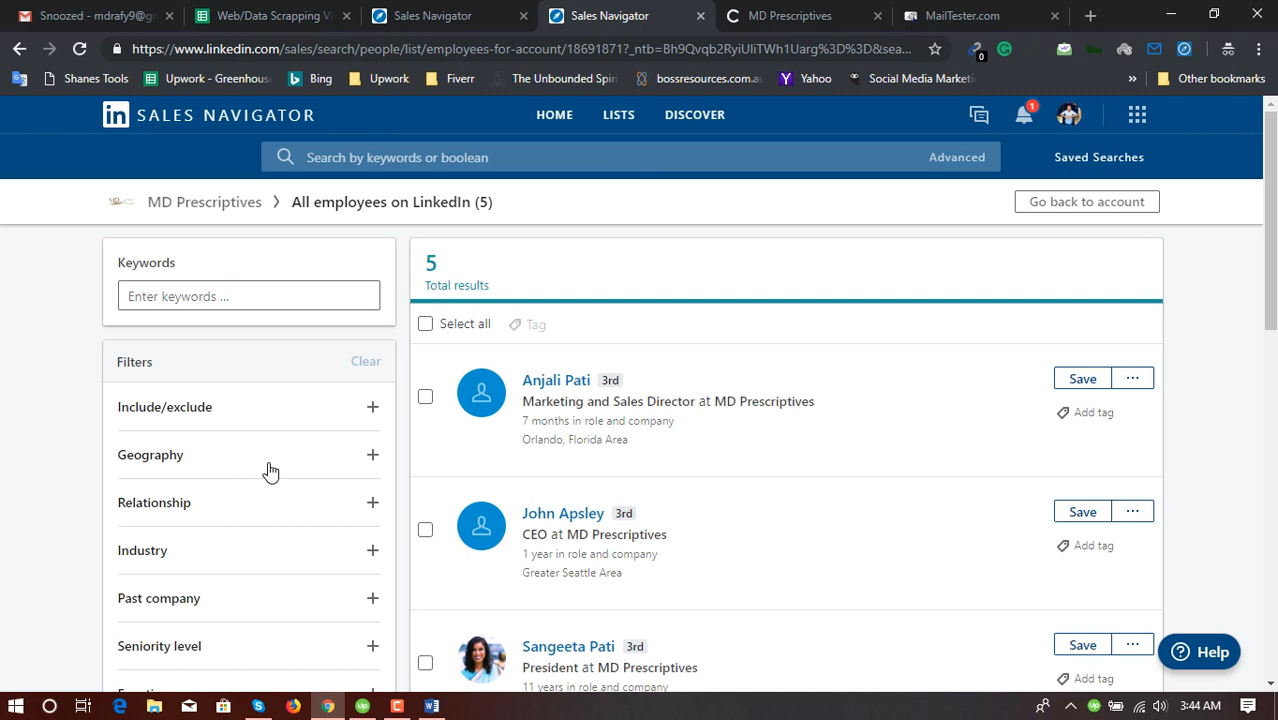 Snoozed - mdrafy9@g
Web/Data Scrapping Vi
Sales Navigator
Sales Navigator
MD Prescriptives
MailTester.com
https://www.linkedin.com/sales/search/people/list/employees-for-account/18691871?_ntb=Bh9Qvqb2RyiUliTWh1Uarg%3D%3D&sea...
0
Shanes Tools
Upwork - Greenhous
Bing
Upwork
Fiverr
The Unbounded Spiri
bossresources.com.au
Yahoo
Social Media Marketi
»
Other bookmarks
in SALES NAVIGATOR
HOME
LISTS
DISCOVER
1
Search by keywords or boolean
Advanced
Saved Searches
MD Prescriptives
All employees on LinkedIn (5)
Go back to account
Keywords
Enter keywords ...
Filters
Clear
Include/exclude
Geography
Relationship
Industry
Past company
Seniority level
5
Total results
Select all
Tag
Anjali Pati 3rd
Marketing and Sales Director at MD Prescriptives
7 months in role and company
Orlando, Florida Area
Save
Add tag
John Apsley 3rd
CEO at MD Prescriptives
1 year in role and company
Greater Seattle Area
Save
Add tag
Sangeeta Pati 3rd
President at MD Prescriptives
11 years in role and company
Save
Add tag
Help
3:44 AM